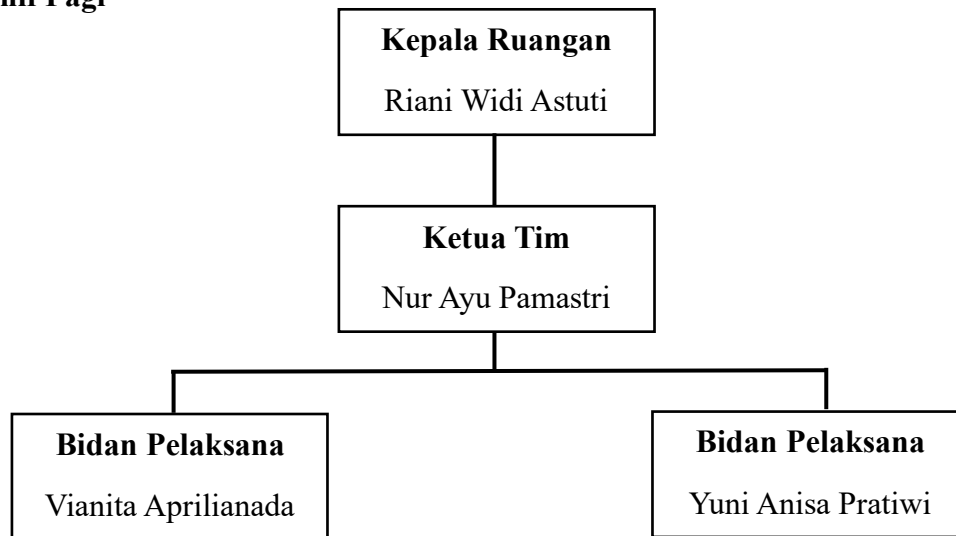 Pagi
Kepala Ruangan
Riani Widi Astuti
Ketua Tim
Nur Ayu Pamastri
Bidan Pelaksana
Vianita Aprilianada
Bidan Pelaksana
Yuni Anisa Pratiwi